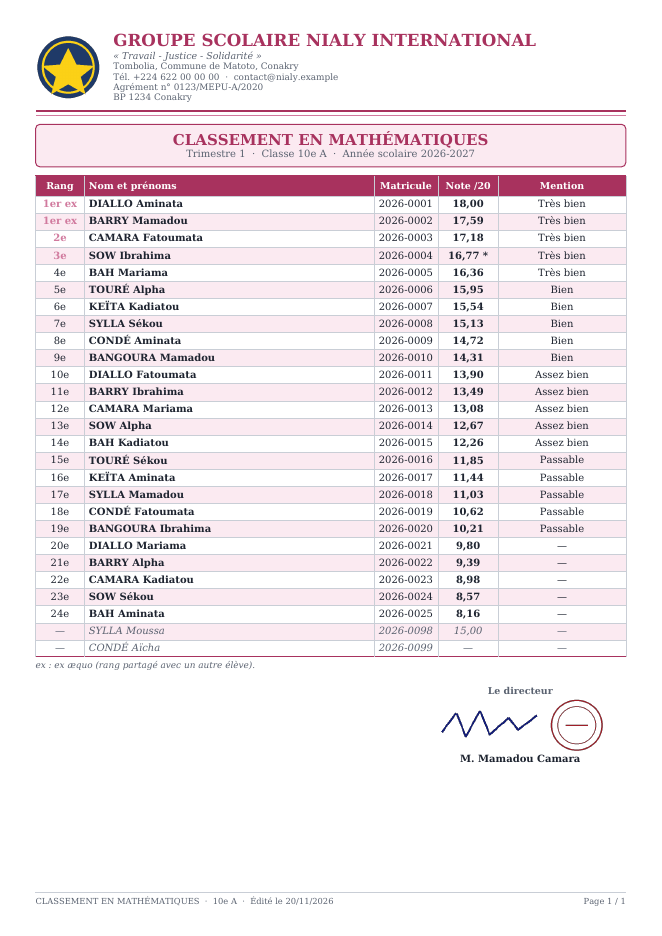 GROUPE SCOLAIRE NIALY INTERNATIONAL
« Travail - Justice - Solidarité »
Tombolia, Commune de Matoto, Conakry
Tél. +224 622 00 00 00 · contact@nialy.example
Agrément n° 0123/MEPU-A/2020
BP 1234 Conakry
CLASSEMENT EN MATHÉMATIQUES
Trimestre 1 · Classe 10e A · Année scolaire 2026-2027
Rang Nom et prénoms Matricule Note /20 Mention
1er ex DIALLO Aminata 2026-0001 18,00 Très bien
1er ex BARRY Mamadou 2026-0002 17,59 Très bien
2e CAMARA Fatoumata 2026-0003 17,18 Très bien
3e SOW Ibrahima 2026-0004 16,77 * Très bien
4e BAH Mariama 2026-0005 16,36 Très bien
5e TOURÉ Alpha 2026-0006 15,95 Bien
6e KEÏTA Kadiatou 2026-0007 15,54 Bien
7e SYLLA Sékou 2026-0008 15,13 Bien
8e CONDÉ Aminata 2026-0009 14,72 Bien
9e BANGOURA Mamadou 2026-0010 14,31 Bien
10e DIALLO Fatoumata 2026-0011 13,90 Assez bien
11e BARRY Ibrahima 2026-0012 13,49 Assez bien
12e CAMARA Mariama 2026-0013 13,08 Assez bien
13e SOW Alpha 2026-0014 12,67 Assez bien
14e BAH Kadiatou 2026-0015 12,26 Assez bien
15e TOURÉ Sékou 2026-0016 11,85 Passable
16e KEÏTA Aminata 2026-0017 11,44 Passable
17e SYLLA Mamadou 2026-0018 11,03 Passable
18e CONDÉ Fatoumata 2026-0019 10,62 Passable
19e BANGOURA Ibrahima 2026-0020 10,21 Passable
20e DIALLO Mariama 2026-0021 9,80 —
21e BARRY Alpha 2026-0022 9,39 —
22e CAMARA Kadiatou 2026-0023 8,98 —
23e SOW Sékou 2026-0024 8,57 —
24e BAH Aminata 2026-0025 8,16 —
— SYLLA Moussa 2026-0098 15,00 —
— CONDÉ Aïcha 2026-0099 — —
ex : ex æquo (rang partagé avec un autre élève).
Le directeur
M. Mamadou Camara
CLASSEMENT EN MATHÉMATIQUES · 10e A · Édité le 20/11/2026 Page 1 / 1